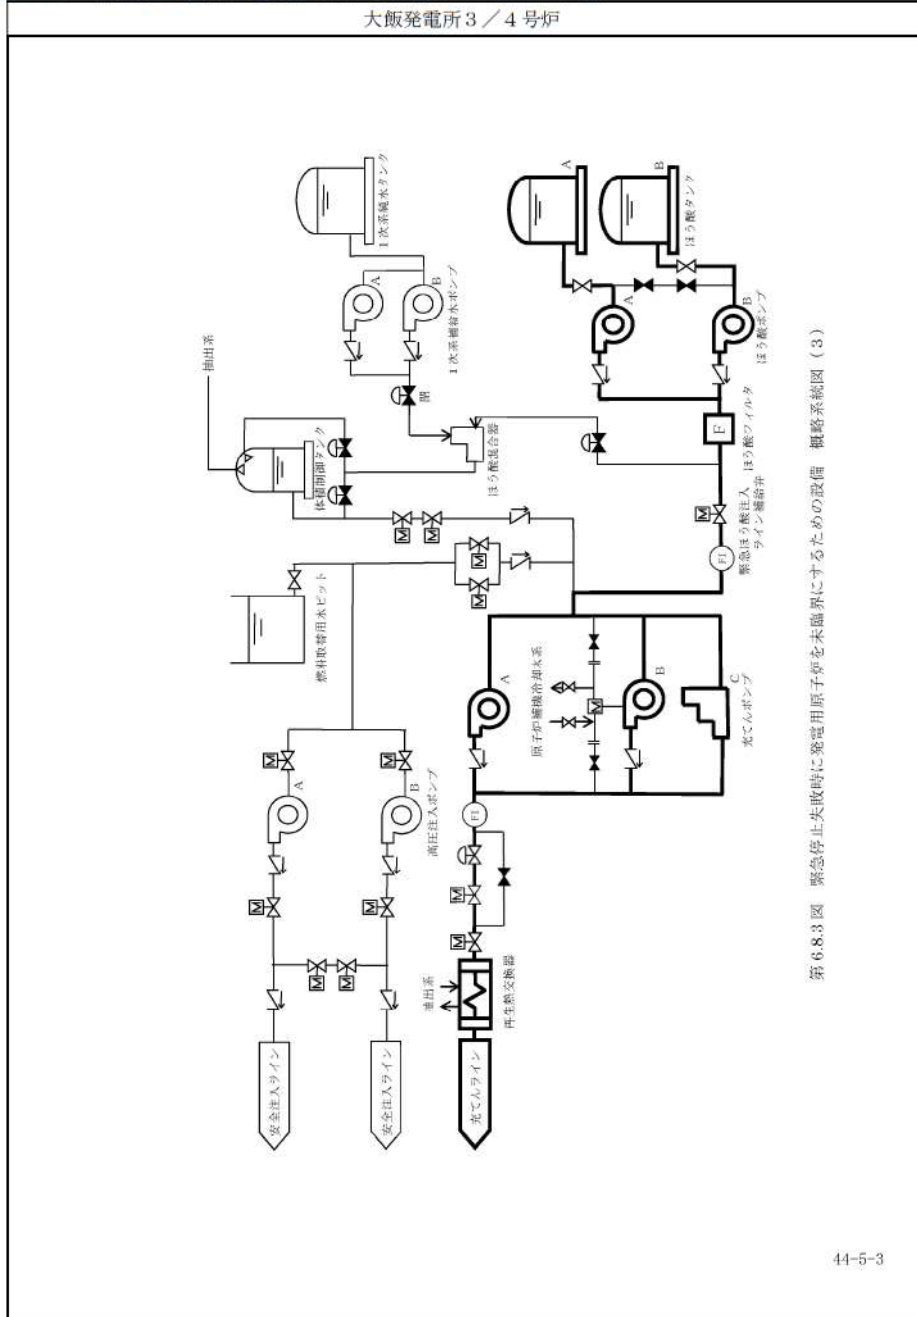 大飯発電所3/4号炉
抽出系
1次系純水タンク
A
B
1次系補給水ポンプ
閉
体積制御タンク
ほう酸混合器
A
B
ほう酸タンク
A
B
ほう酸ポンプ
F
ほう酸フィルタ
M
緊急ほう酸注入
ライン補給弁
FI
燃料取替用水ピット
M
M
M
M
A
B
高圧注入ポンプ
M
M
M
M
M
M
安全注入ライン
安全注入ライン
A
原子炉補機冷却水系
M
B
C
充てんポンプ
FI
M
M
抽出系
再生熱交換器
充てんライン
第6.8.3図 緊急停止失敗時に発電用原子炉を未臨界にするための設備 概略系統図(3)
44-5-3